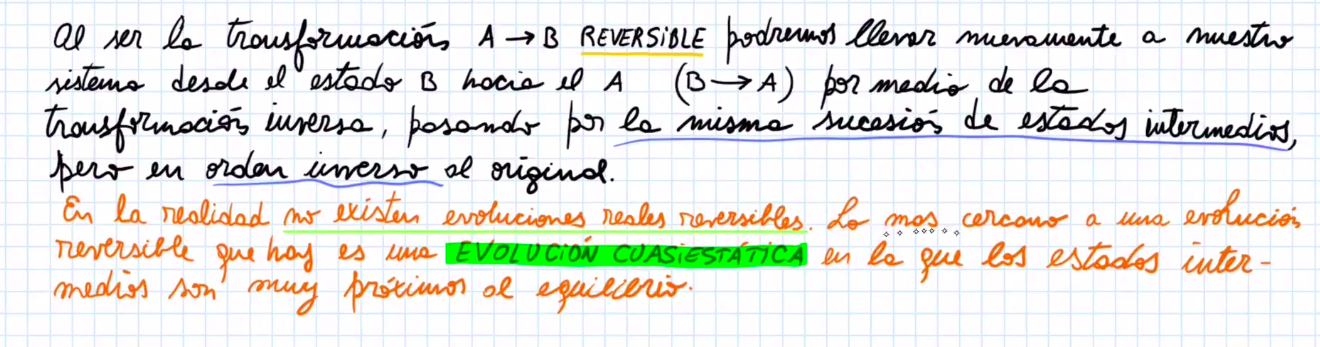 Al ser la transformación A → B REVERSIBLE podremos llevar nuevamente a nuestro
sistema desde el estado B hacia el A (B → A) por medio de la
transformación inversa, pasando por la misma sucesión de estados intermedios,
pero en orden inverso al original.
En la realidad no existen evoluciones reales reversibles. Lo mas cercano a una evolución
reversible que hay es una EVOLUCIÓN CUASIESTÁTICA en la que los estados inter-
medios son muy próximos al equilibrio.